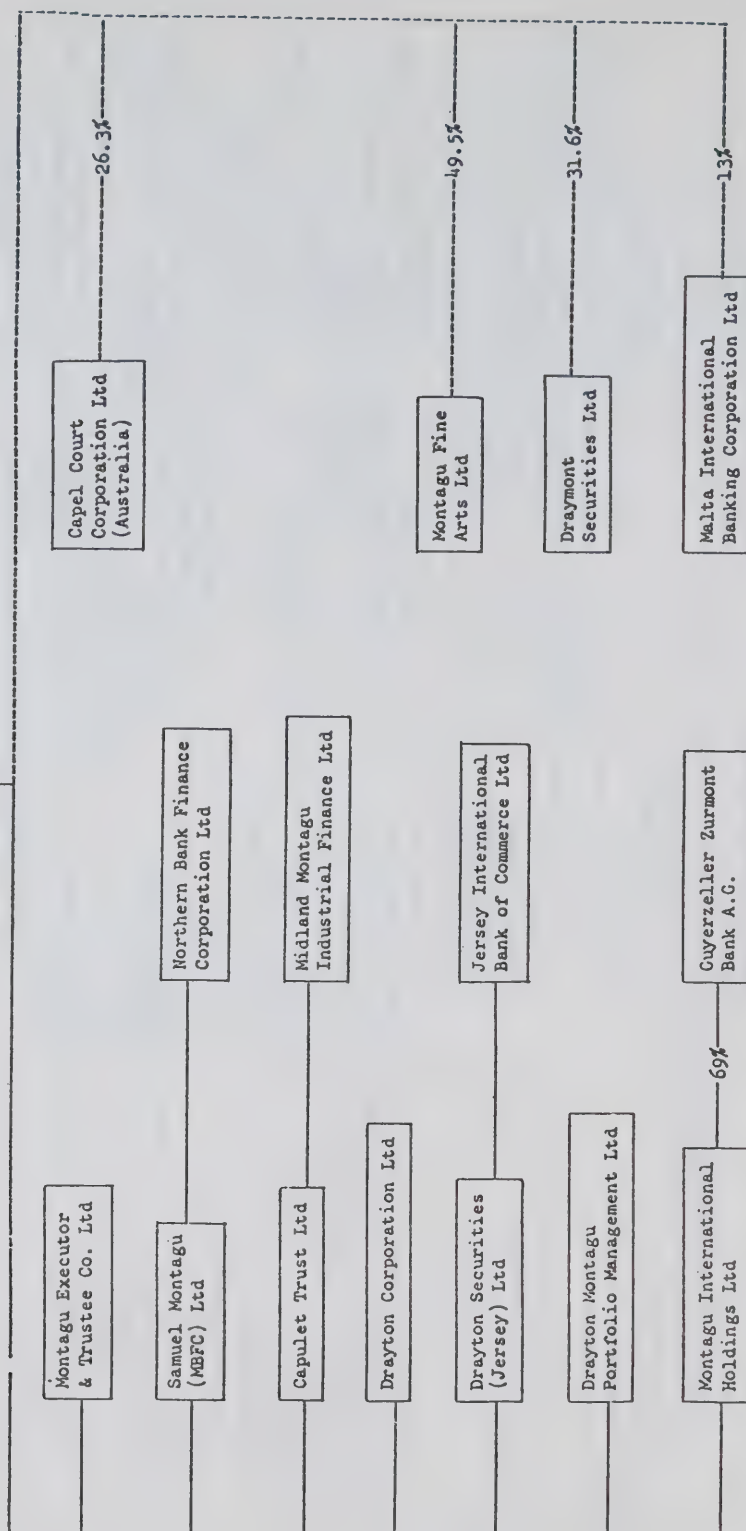 Montagu Executor
& Trustee Co. Ltd
Samuel Montagu
(MBFC) Ltd
Northern Bank Finance
Corporation Ltd
Capulet Trust Ltd
Midland Montagu
Industrial Finance Ltd
Drayton Corporation Ltd
Drayton Securities
(Jersey) Ltd
Jersey International
Bank of Commerce Ltd
Drayton Montagu
Portfolio Management Ltd
Montagu International
Holdings Ltd
69%
Cuyerzeller Zurmont
Bank A.G.
Capel Court
Corporation Ltd
(Australia)
26.3%
Montagu Fine
Arts Ltd
49.5%
Draymont
Securities Ltd
31.6%
Malta International
Banking Corporation Ltd
13%